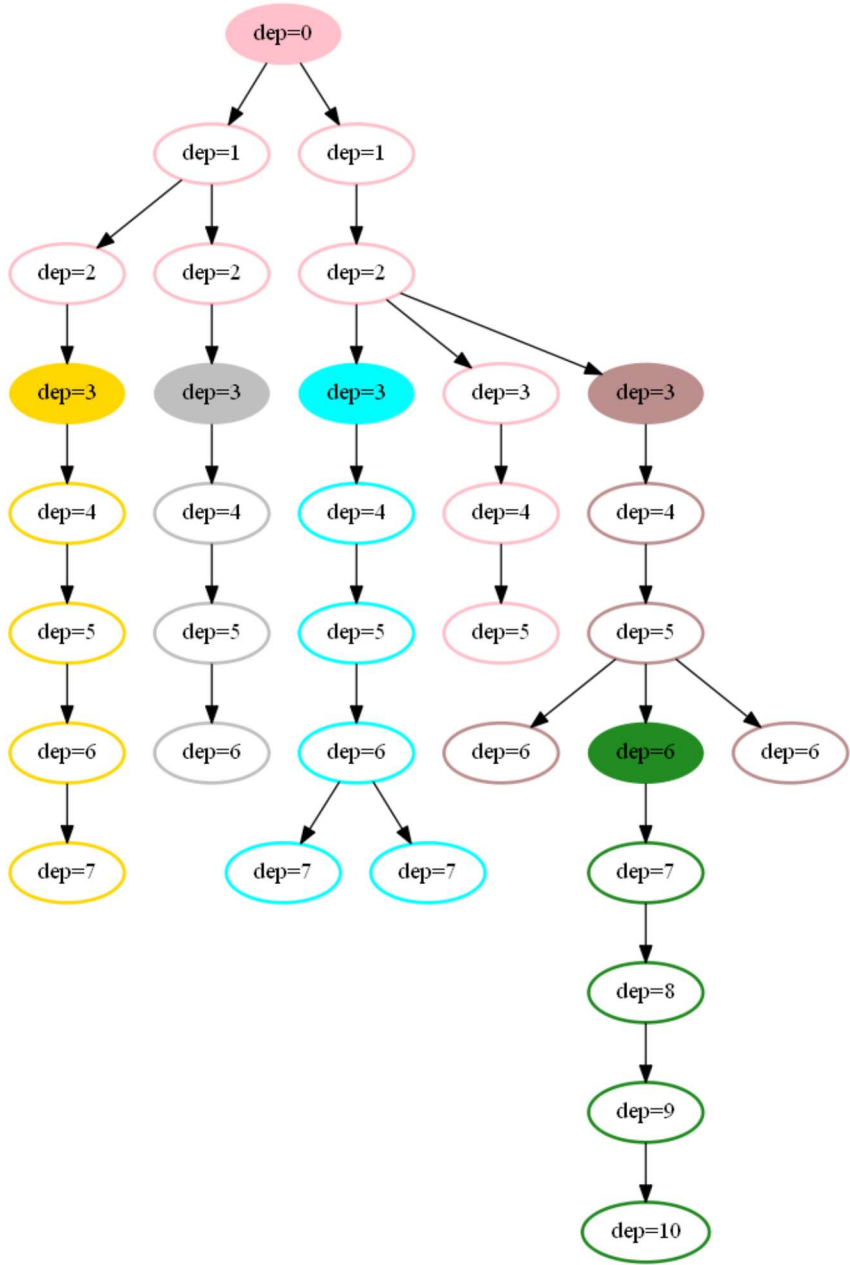 dep=0
dep=1 dep=1
dep=2 dep=2 dep=2
dep=3 dep=3 dep=3 dep=3 dep=3
dep=4 dep=4 dep=4 dep=4 dep=4
dep=5 dep=5 dep=5 dep=5 dep=5
dep=6 dep=6 dep=6 dep=6 dep=6 dep=6
dep=7 dep=7 dep=7 dep=7
dep=8
dep=9
dep=10